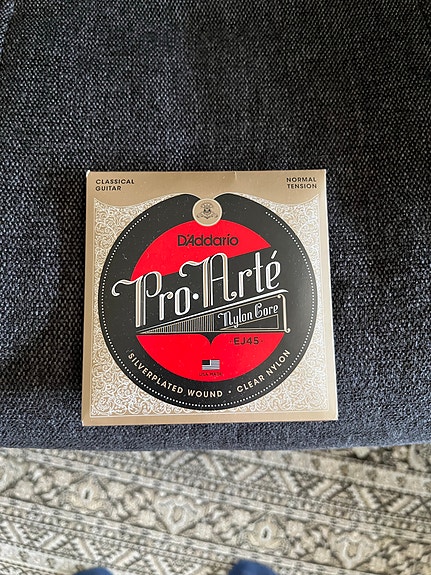 CLASSICAL
GUITAR
NORMAL
TENSION
D'Addario
Pro·Arté
Nylon Core
EJ45
SILVERPLATED WOUND • CLEAR NYLON